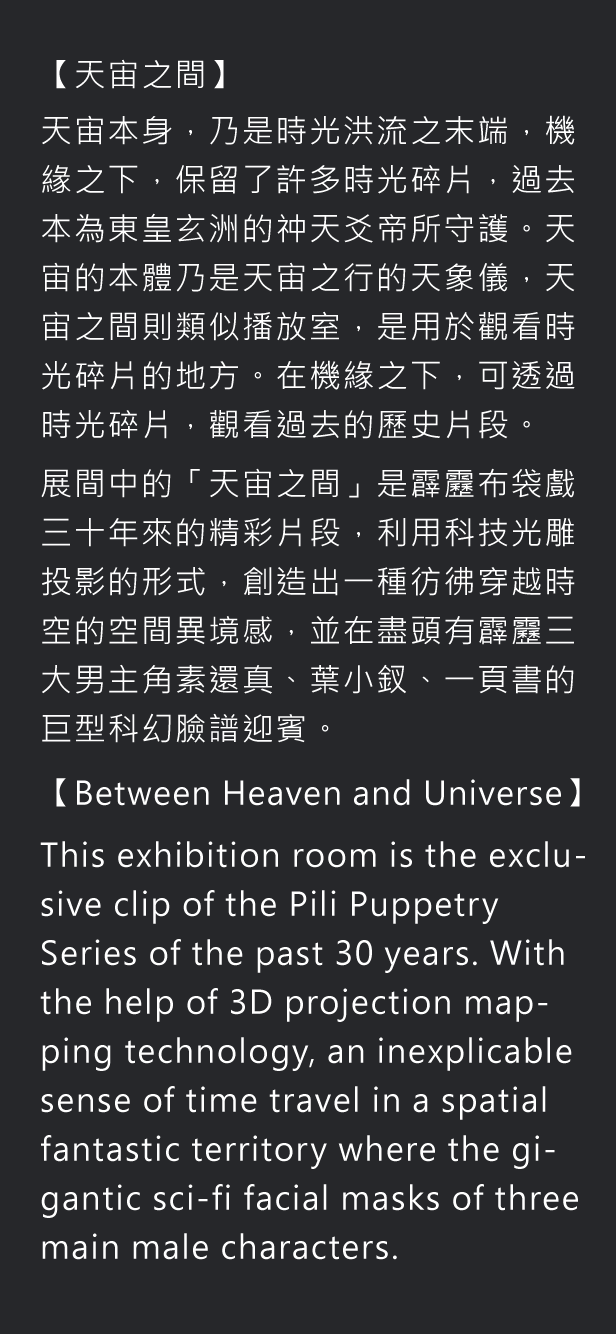 【天宙之間】
天宙本身，乃是時光洪流之末端，機
緣之下，保留了許多時光碎片，過去
本為東皇玄洲的神天爻帝所守護。天
宙的本體乃是天宙之行的天象儀，天
宙之間則類似播放室，是用於觀看時
光碎片的地方。在機緣之下，可透過
時光碎片，觀看過去的歷史片段。
展間中的「天宙之間」是霹靂布袋戲
三十年來的精彩片段，利用科技光雕
投影的形式，創造出一種彷彿穿越時
空的空間異境感，並在盡頭有霹靂三
大男主角素還真、葉小釵、一頁書的
巨型科幻臉譜迎賓。
【Between Heaven and Universe】
This exhibition room is the exclu-
sive clip of the Pili Puppetry
Series of the past 30 years. With
the help of 3D projection map-
ping technology, an inexplicable
sense of time travel in a spatial
fantastic territory where the gi-
gantic sci-fi facial masks of three
main male characters.